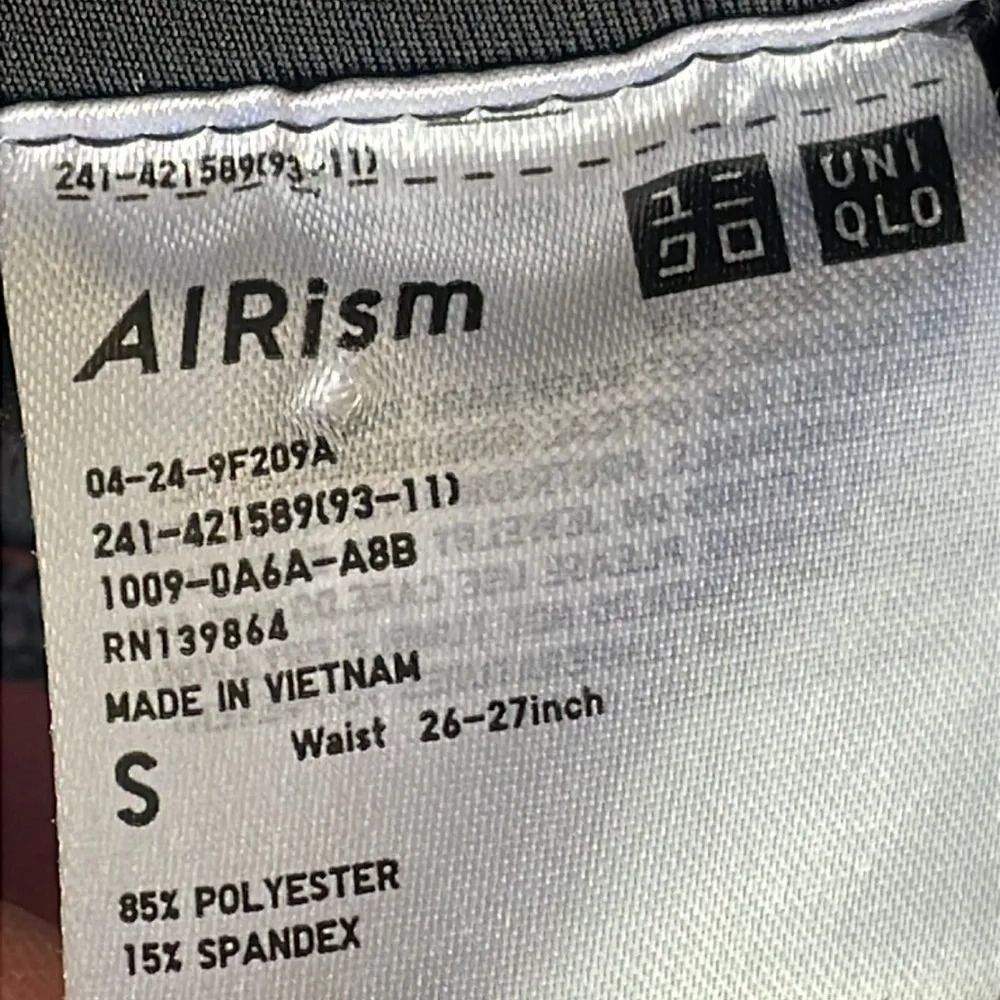 241-421589(93-11)
ユニ
クロ
UNI
QLO
AIRism
04-24-9F209A
241-421589(93-11)
1009-0A6A-A8B
RN139864
MADE IN VIETNAM
S Waist 26-27inch
85% POLYESTER
15% SPANDEX